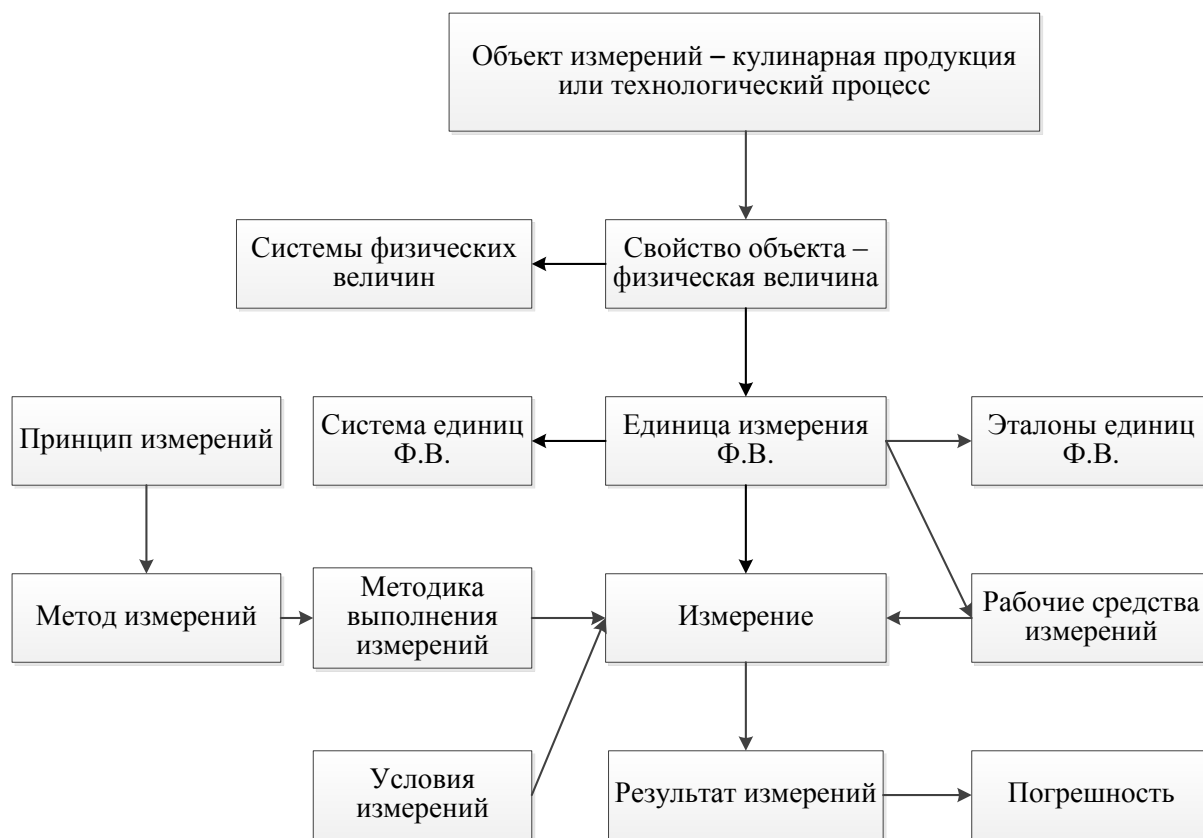 Объект измерений – кулинарная продукция
или технологический процесс
Системы физических
величин
Свойство объекта –
физическая величина
Принцип измерений
Система единиц
Ф.В.
Единица измерения
Ф.В.
Эталоны единиц
Ф.В.
Метод измерений
Методика
выполнения
измерений
Измерение
Рабочие средства
измерений
Условия
измерений
Результат измерений
Погрешность